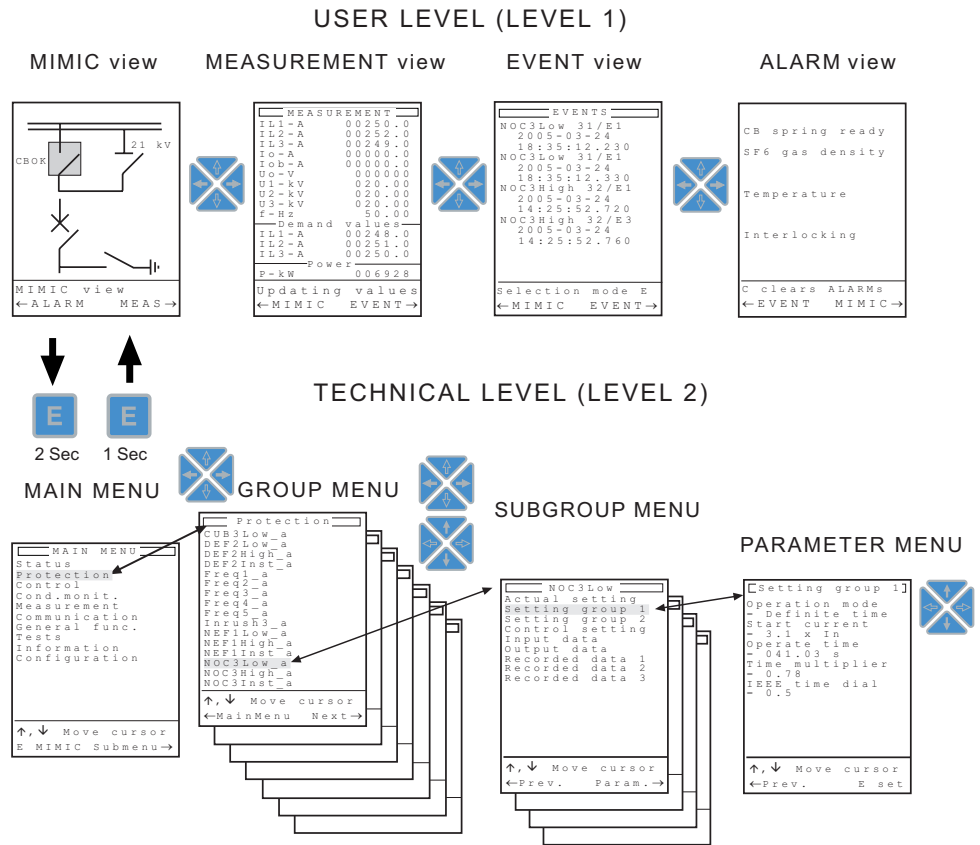 USER LEVEL (LEVEL 1)
MIMIC view
MEASUREMENT view
EVENT view
ALARM view
21 kV
CBOK
MIMIC view
←ALARM MEAS→
MEASUREMENT
IL1-A 00250.0
IL2-A 00252.0
IL3-A 00249.0
Io-A 00000.0
Iob-A 00000.0
Uo-V 000000
U1-kV 020.00
U2-kV 020.00
U3-kV 020.00
f-Hz 50.00
Demand values
IL1-A 00248.0
IL2-A 00251.0
IL3-A 00250.0
Power
P-kW 006928
Updating values
←MIMIC EVENT→
EVENTS
NOC3Low 31/E1
2005-03-24
18:35:12.230
NOC3Low 31/E1
2005-03-24
18:35:12.330
NOC3High 32/E1
2005-03-24
14:25:52.720
NOC3High 32/E3
2005-03-24
14:25:52.760
Selection mode E
←MIMIC EVENT→
CB spring ready
SF6 gas density
Temperature
Interlocking
C clears ALARMs
←EVENT MIMIC→
E
E
2 Sec
1 Sec
TECHNICAL LEVEL (LEVEL 2)
MAIN MENU
GROUP MENU
SUBGROUP MENU
PARAMETER MENU
MAIN MENU
Status
Protection
Control
Cond.monit.
Measurement
Communication
General func.
Tests
Information
Configuration
↑,↓ Move cursor
E MIMIC Submenu→
Protection
CUB3Low_a
DEF2Low_a
DEF2High_a
DEF2Inst_a
Freq1_a
Freq2_a
Freq3_a
Freq4_a
Freq5_a
Inrush3_a
NEF1Low_a
NEF1High_a
NEF1Inst_a
NOC3Low_a
NOC3High_a
NOC3Inst_a
↑,↓ Move cursor
←MainMenu Next→
NOC3Low
Actual setting
Setting group 1
Setting group 2
Control setting
Input data
Output data
Recorded data 1
Recorded data 2
Recorded data 3
↑,↓ Move cursor
←Prev. Param.→
Setting group 1
Operation mode
- Definite time
Start current
- 3.1 x In
Operate time
- 041.03 s
Time multiplier
- 0.78
IEEE time dial
- 0.5
↑,↓ Move cursor
←Prev. E set